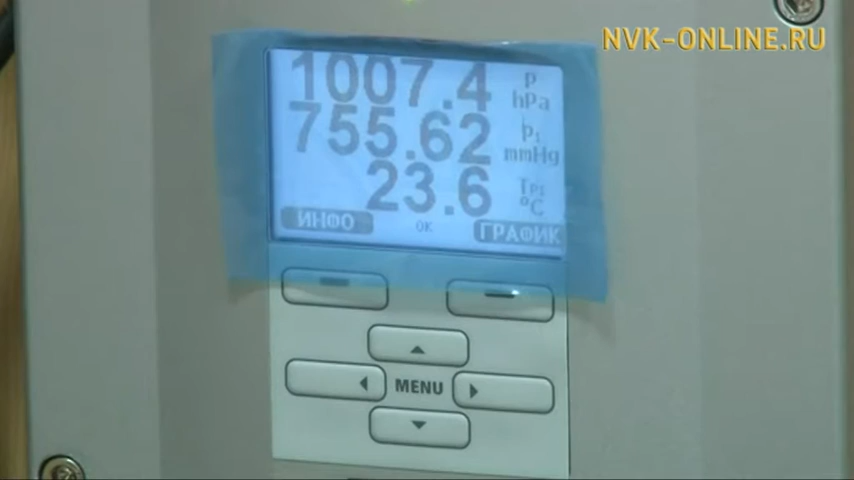 NVK-ONLINE.RU
1007.4 p hPa
755.62 p₁ mmHg
23.6 Tp₁ °C
ИНФО OK ГРАФИК
MENU